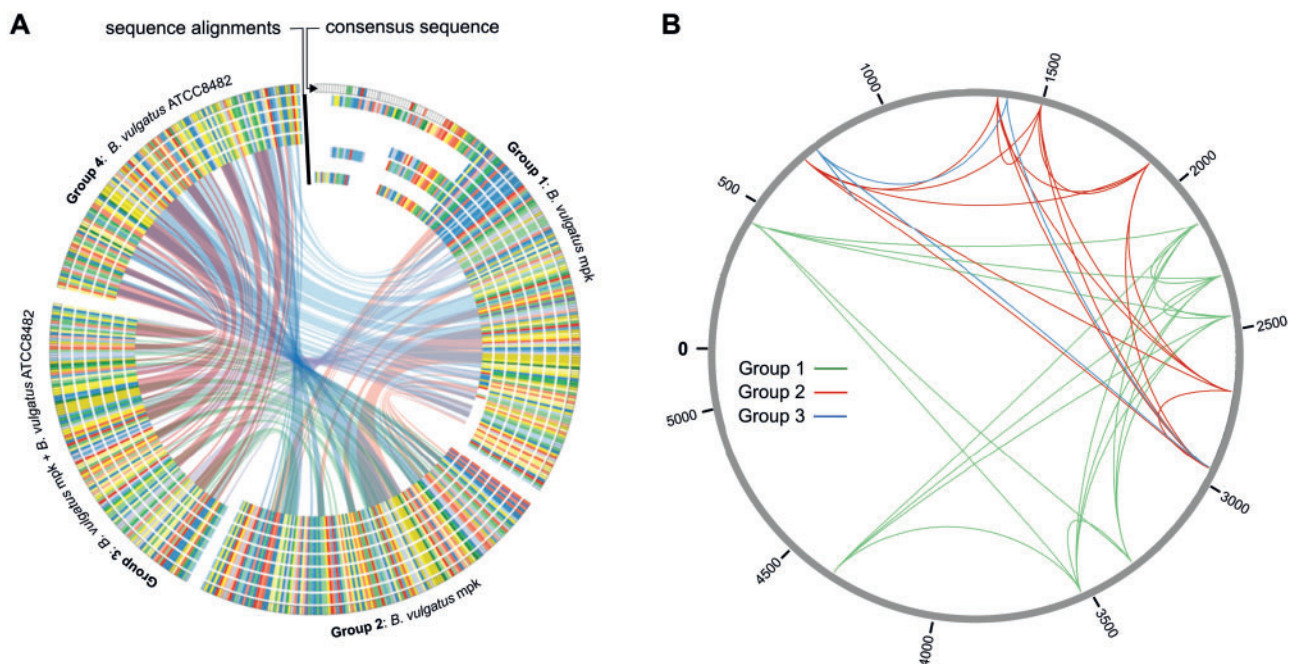 A
sequence alignments
consensus sequence
Group 4: B. vulgatus ATCC8482
Group 1: B. vulgatus mpk
Group 3: B. vulgatus mpk + B. vulgatus ATCC8482
Group 2: B. vulgatus mpk
B
0
500
1000
1500
2000
2500
3000
3500
4000
4500
5000
Group 1
Group 2
Group 3